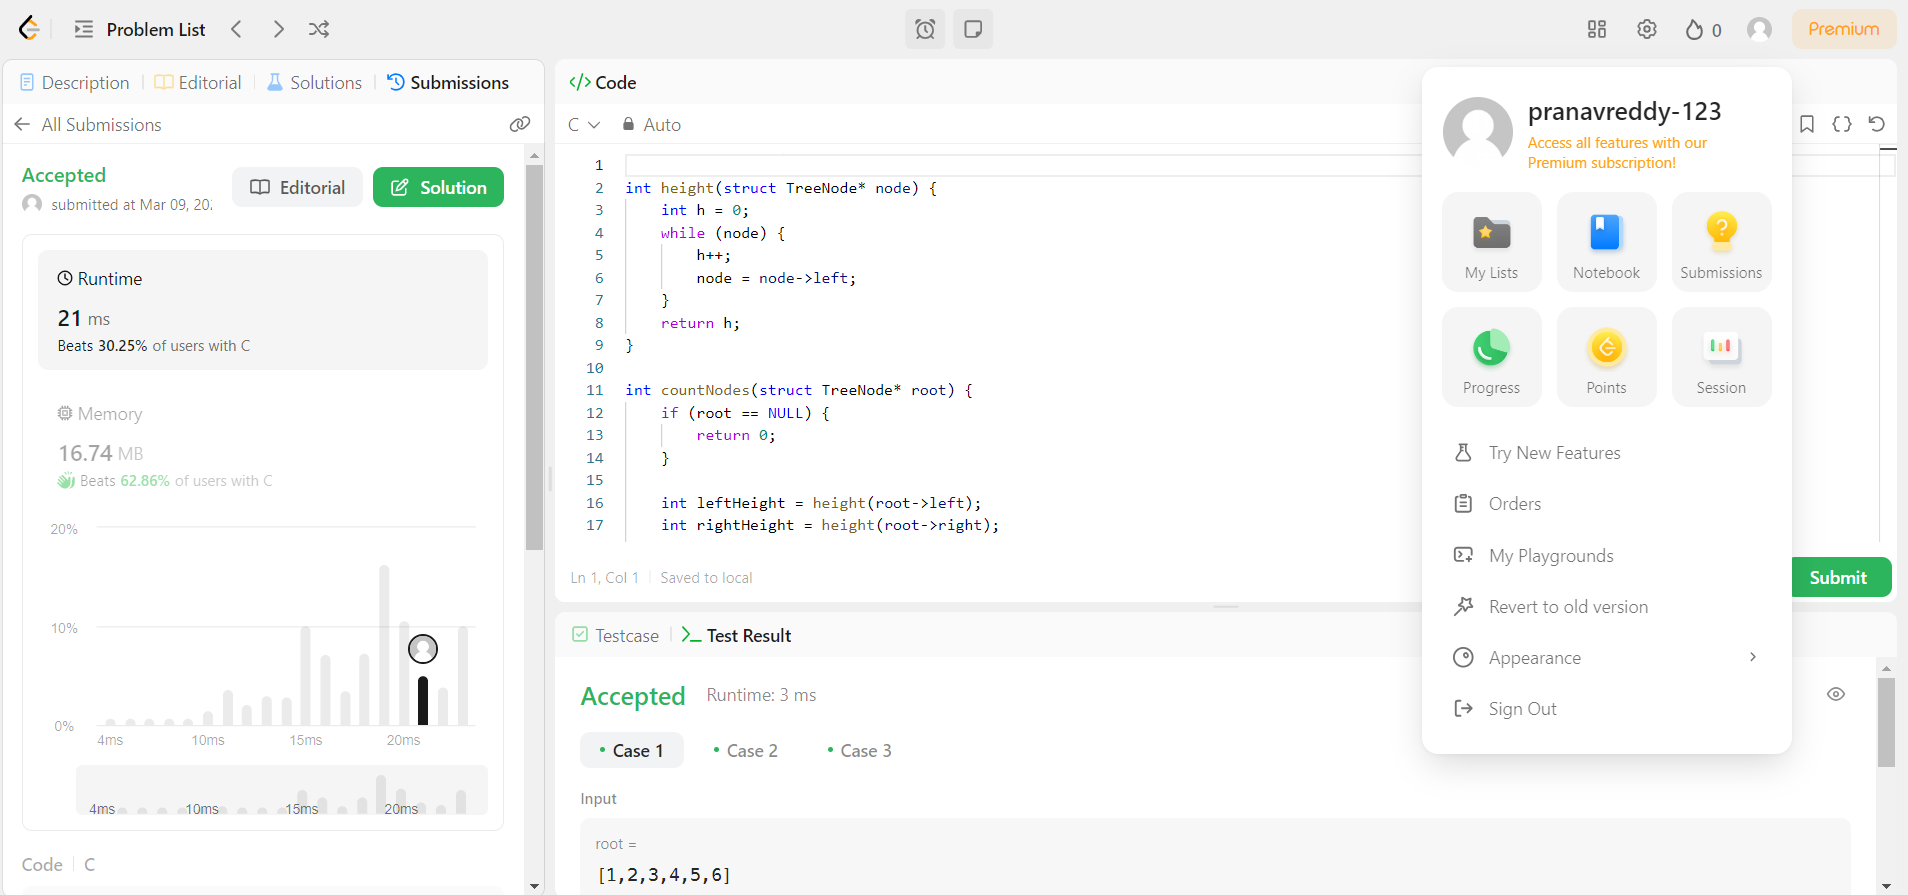 Problem List
0
Premium
Description
Editorial
Solutions
Submissions
All Submissions
Accepted
submitted at Mar 09, 202
Editorial
Solution
Runtime
21 ms
Beats 30.25% of users with C
Memory
16.74 MB
Beats 62.86% of users with C
20%
10%
0%
4ms 10ms 15ms 20ms
4ms 10ms 15ms 20ms
Code C
</> Code
C Auto
1
2 int height(struct TreeNode* node) {
3 int h = 0;
4 while (node) {
5 h++;
6 node = node->left;
7 }
8 return h;
9 }
10
11 int countNodes(struct TreeNode* root) {
12 if (root == NULL) {
13 return 0;
14 }
15
16 int leftHeight = height(root->left);
17 int rightHeight = height(root->right);
Ln 1, Col 1 Saved to local
Submit
Testcase
Test Result
Accepted Runtime: 3 ms
Case 1 Case 2 Case 3
Input
root =
[1,2,3,4,5,6]
pranavreddy-123
Access all features with our
Premium subscription!
My Lists Notebook Submissions
Progress Points Session
Try New Features
Orders
My Playgrounds
Revert to old version
Appearance
Sign Out